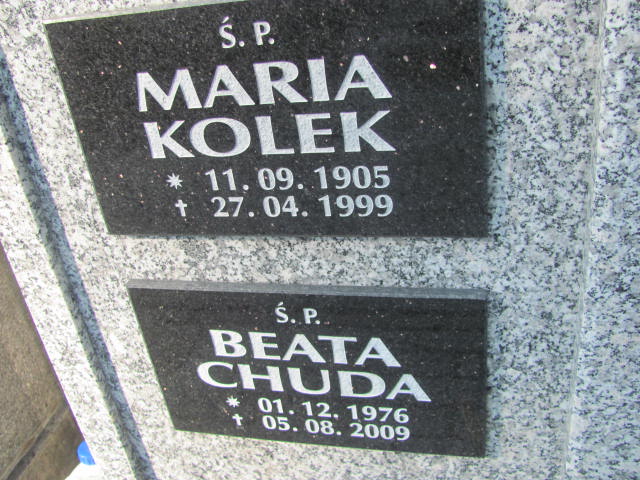 Ś. P.
MARIA
KOLEK
* 11. 09. 1905
† 27. 04. 1999
Ś. P.
BEATA
CHUDA
* 01. 12. 1976
† 05. 08. 2009